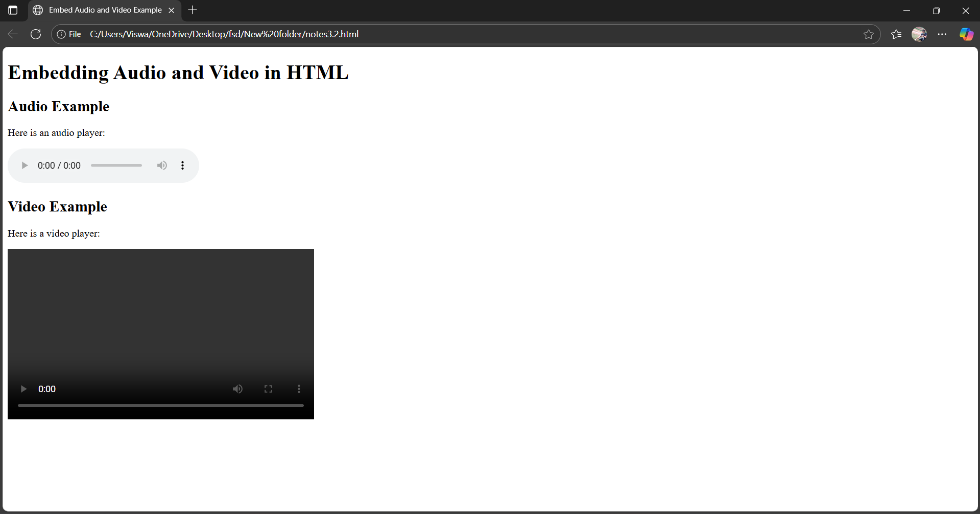 Embed Audio and Video Example
File C:/Users/Viswa/OneDrive/Desktop/fsd/New%20folder/notes32.html
Embedding Audio and Video in HTML
Audio Example
Here is an audio player:
0:00 / 0:00
Video Example
Here is a video player:
0:00